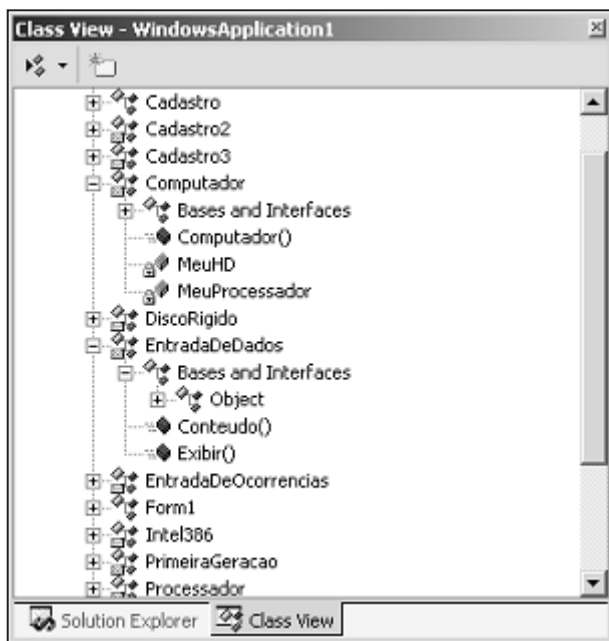 Class View - WindowsApplication1
Cadastro
Cadastro2
Cadastro3
Computador
Bases and Interfaces
Computador()
MeuHD
MeuProcessador
DiscoRigido
EntradaDeDados
Bases and Interfaces
Object
Conteudo()
Exibir()
EntradaDeOcorrencias
Form1
Intel386
PrimeiraGeracao
Processador
Solution Explorer Class View